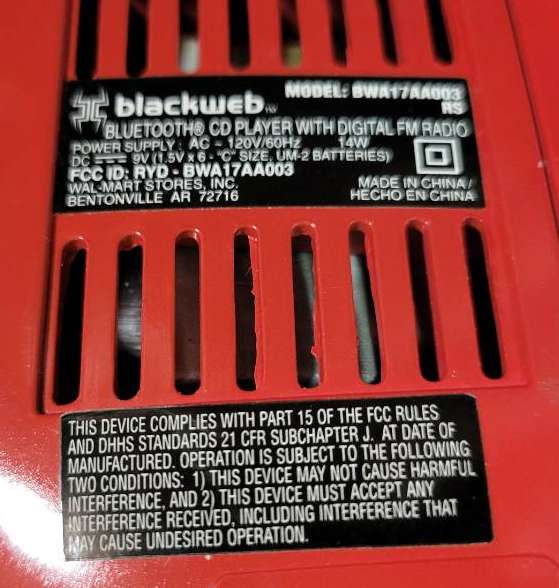 MODEL: BWA17AA003
RS
blackweb TM
BLUETOOTH® CD PLAYER WITH DIGITAL FM RADIO
POWER SUPPLY: AC ~ 120V/60Hz 14W
DC ⎓ 9V (1.5V x 6 - "C" SIZE, UM-2 BATTERIES)
FCC ID: RYD - BWA17AA003
WAL-MART STORES, INC.
BENTONVILLE AR 72716
MADE IN CHINA/
HECHO EN CHINA
THIS DEVICE COMPLIES WITH PART 15 OF THE FCC RULES
AND DHHS STANDARDS 21 CFR SUBCHAPTER J. AT DATE OF
MANUFACTURED. OPERATION IS SUBJECT TO THE FOLLOWING
TWO CONDITIONS: 1) THIS DEVICE MAY NOT CAUSE HARMFUL
INTERFERENCE, AND 2) THIS DEVICE MUST ACCEPT ANY
INTERFERENCE RECEIVED, INCLUDING INTERFERENCE THAT
MAY CAUSE UNDESIRED OPERATION.